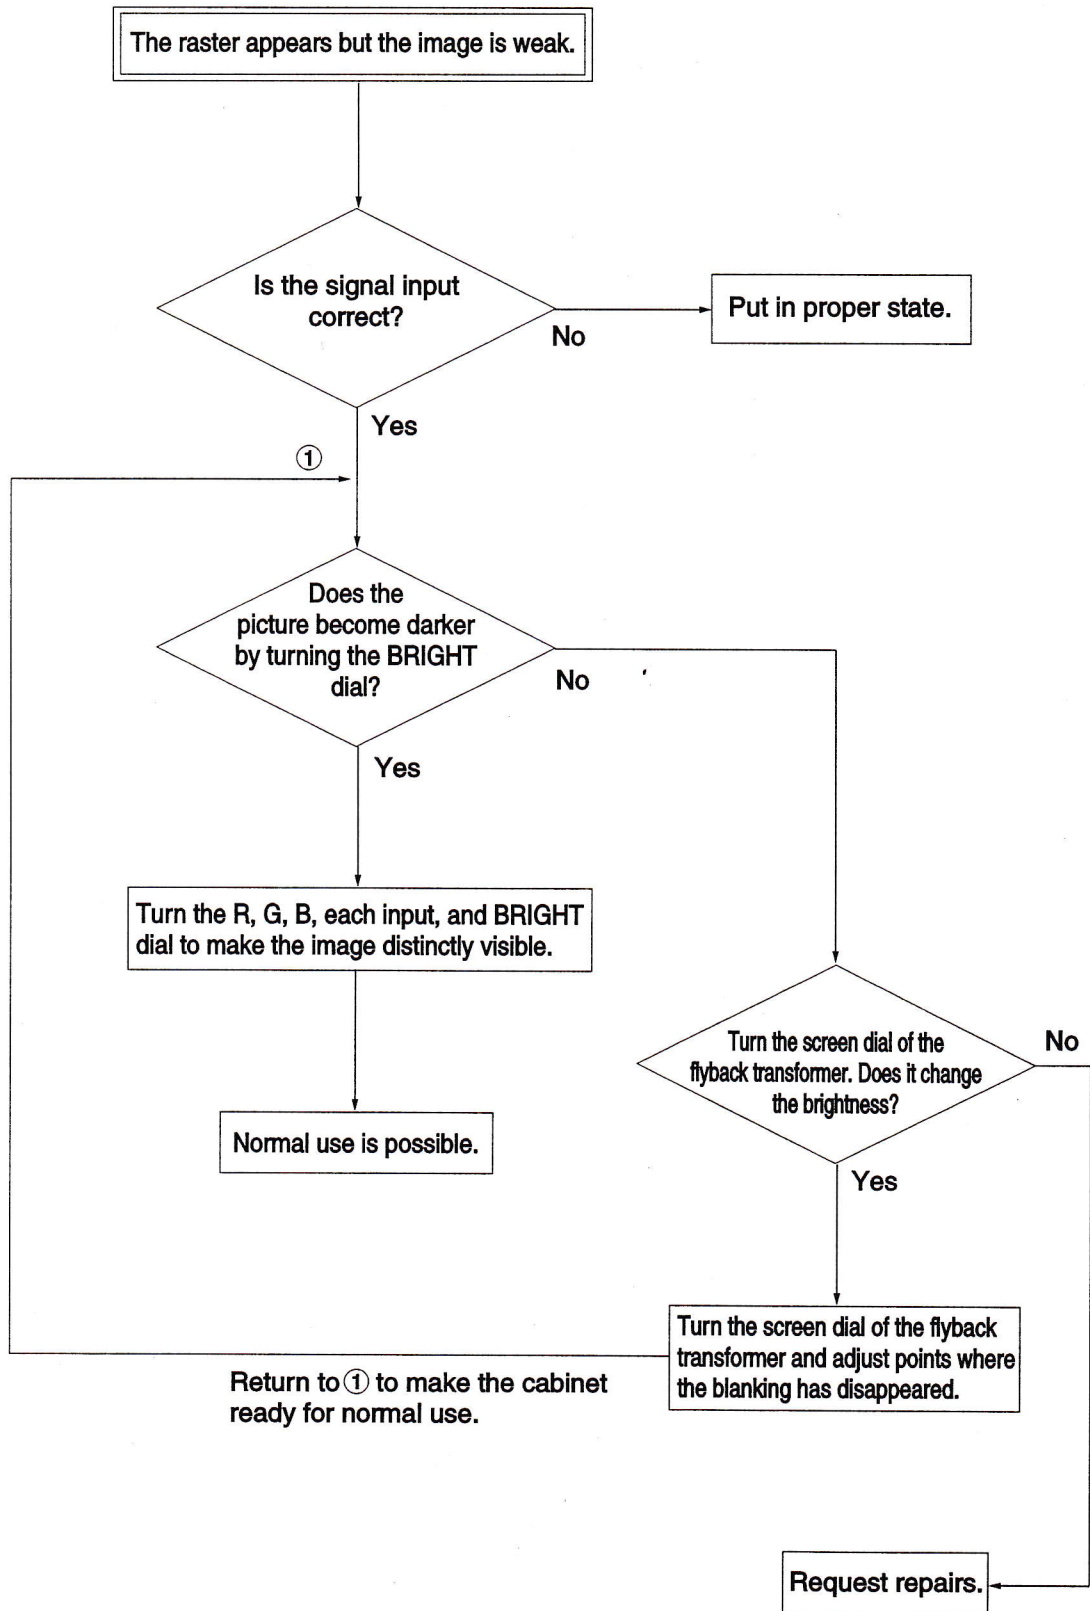 The raster appears but the image is weak.
Is the signal input
correct?
No
Put in proper state.
Yes
①
Does the
picture become darker
by turning the BRIGHT
dial?
No
Yes
Turn the R, G, B, each input, and BRIGHT
dial to make the image distinctly visible.
Turn the screen dial of the
flyback transformer. Does it change
the brightness?
No
Normal use is possible.
Yes
Turn the screen dial of the flyback
transformer and adjust points where
the blanking has disappeared.
Return to ① to make the cabinet
ready for normal use.
Request repairs.